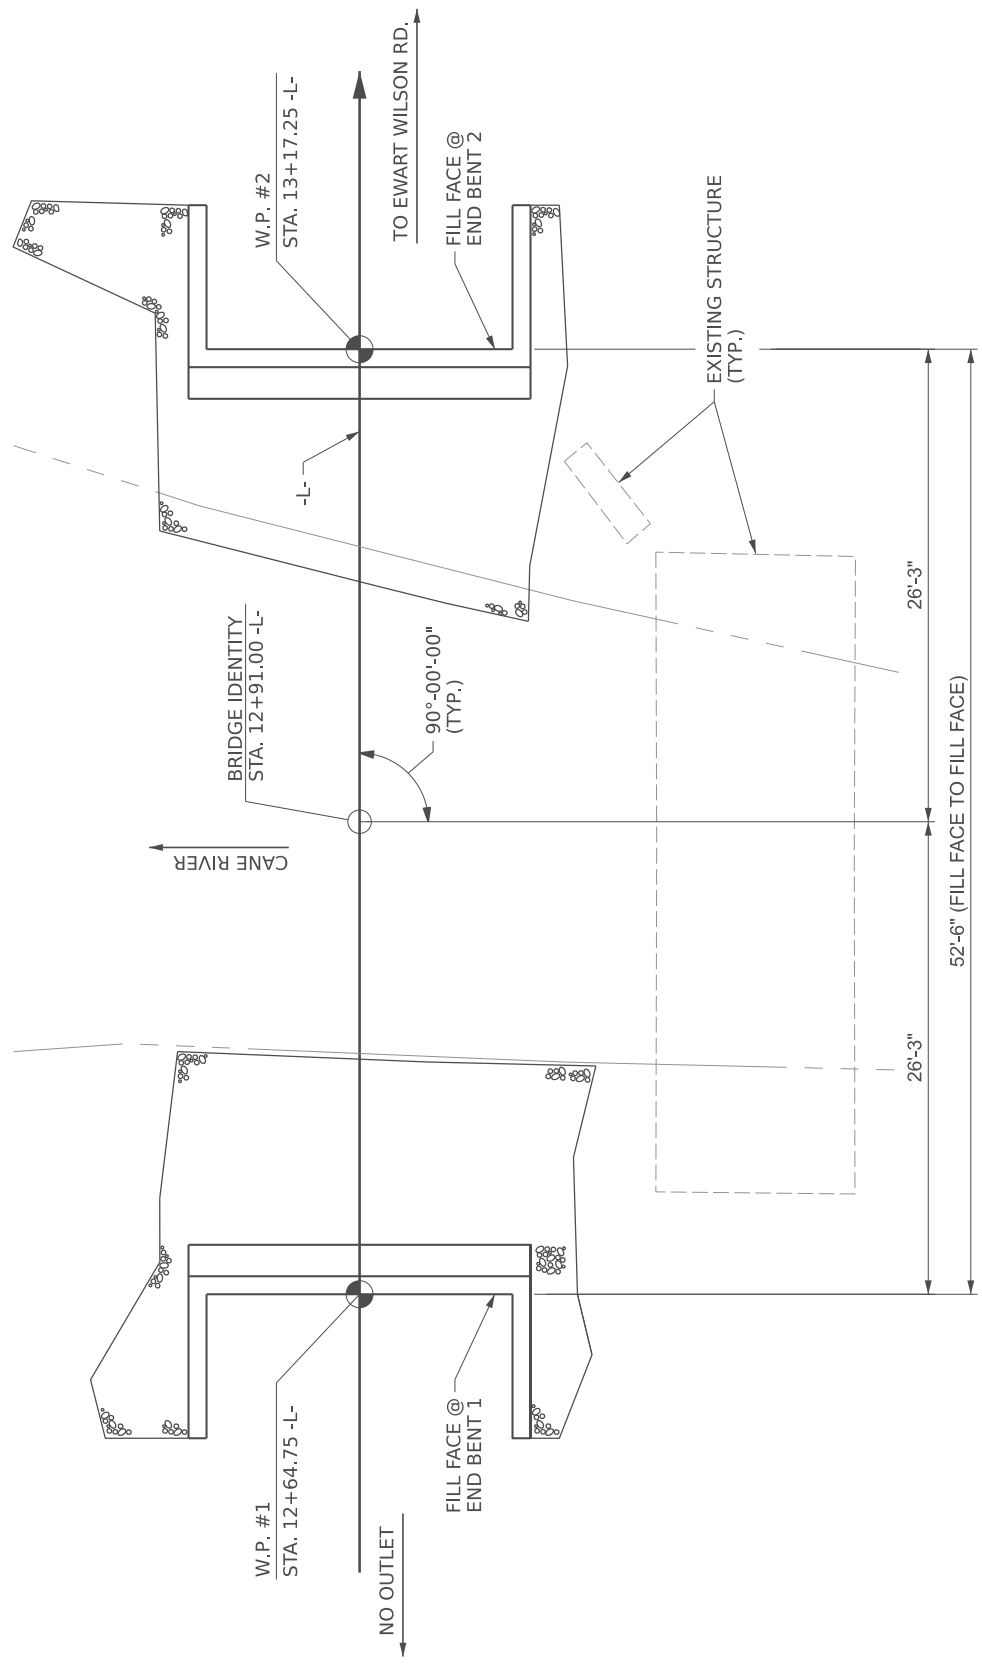 W.P. #1
STA. 12+64.75 -L-
NO OUTLET
FILL FACE @
END BENT 1
CANE RIVER
BRIDGE IDENTITY
STA. 12+91.00 -L-
90°-00'-00"
(TYP.)
-L-
W.P. #2
STA. 13+17.25 -L-
TO EWART WILSON RD.
FILL FACE @
END BENT 2
EXISTING STRUCTURE
(TYP.)
26'-3"
26'-3"
52'-6" (FILL FACE TO FILL FACE)